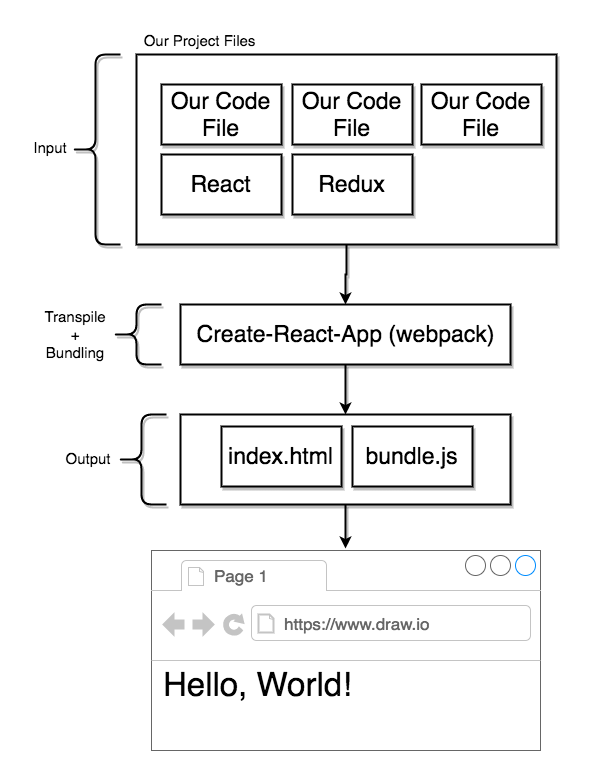 Our Project Files
Input
Our Code
File
Our Code
File
Our Code
File
React
Redux
Transpile
+
Bundling
Create-React-App (webpack)
Output
index.html
bundle.js
Page 1
https://www.draw.io
Hello, World!